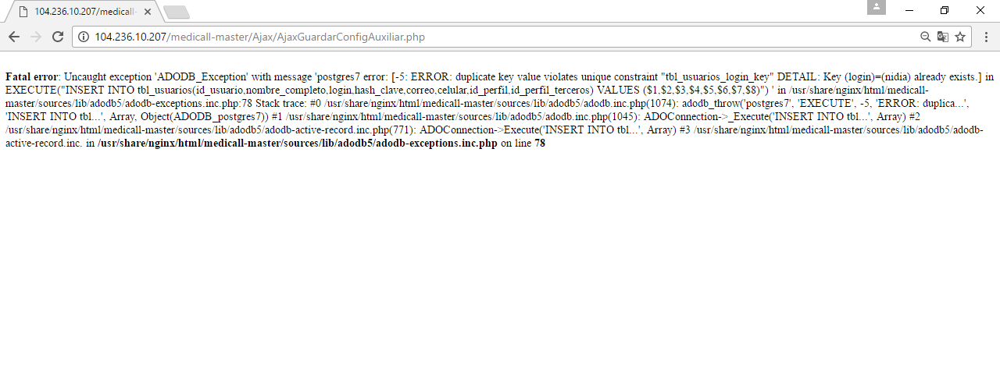 104.236.10.207/medicall-
104.236.10.207/medicall-master/Ajax/AjaxGuardarConfigAuxiliar.php
Fatal error: Uncaught exception 'ADODB_Exception' with message 'postgres7 error: [-5: ERROR: duplicate key value violates unique constraint "tbl_usuarios_login_key" DETAIL: Key (login)=(nidia) already exists.] in
EXECUTE("INSERT INTO tbl_usuarios(id_usuario,nombre_completo,login,hash_clave,correo,celular,id_perfil,id_perfil_terceros) VALUES ($1,$2,$3,$4,$5,$6,$7,$8)") ' in /usr/share/nginx/html/medicall-
master/sources/lib/adodb5/adodb-exceptions.inc.php:78 Stack trace: #0 /usr/share/nginx/html/medicall-master/sources/lib/adodb5/adodb.inc.php(1074): adodb_throw('postgres7', 'EXECUTE', -5, 'ERROR: duplica...',
'INSERT INTO tbl...', Array, Object(ADODB_postgres7)) #1 /usr/share/nginx/html/medicall-master/sources/lib/adodb5/adodb.inc.php(1045): ADOConnection->_Execute('INSERT INTO tbl...', Array) #2
/usr/share/nginx/html/medicall-master/sources/lib/adodb5/adodb-active-record.inc.php(771): ADOConnection->Execute('INSERT INTO tbl...', Array) #3 /usr/share/nginx/html/medicall-master/sources/lib/adodb5/adodb-
active-record.inc. in /usr/share/nginx/html/medicall-master/sources/lib/adodb5/adodb-exceptions.inc.php on line 78